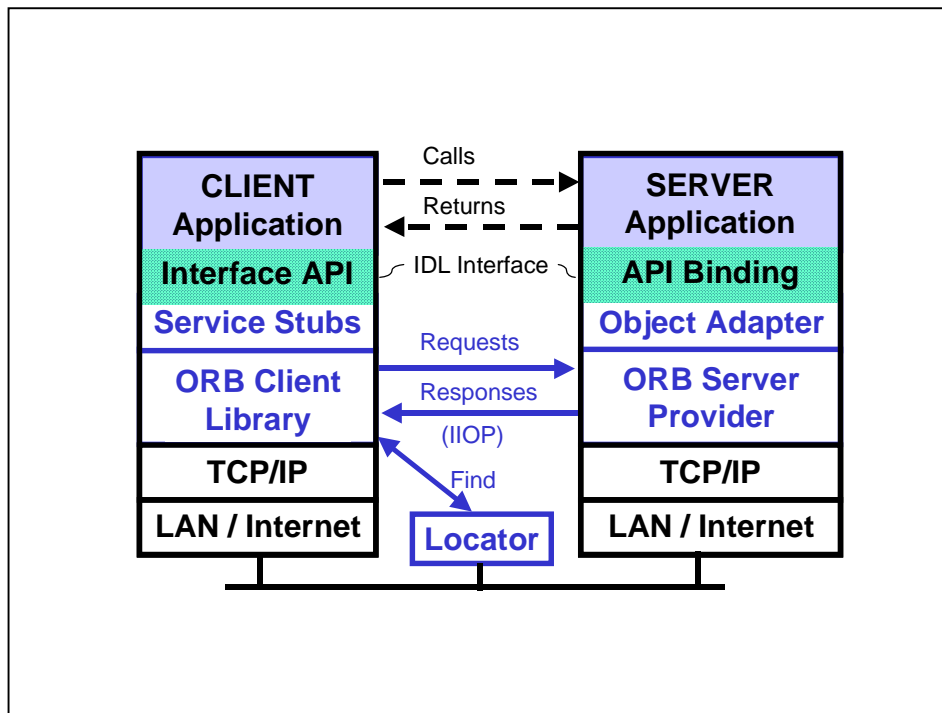 CLIENT
Application
Interface API
Service Stubs
ORB Client
Library
TCP/IP
LAN / Internet
Calls
Returns
IDL Interface
Requests
Responses
(IIOP)
Find
Locator
SERVER
Application
API Binding
Object Adapter
ORB Server
Provider
TCP/IP
LAN / Internet